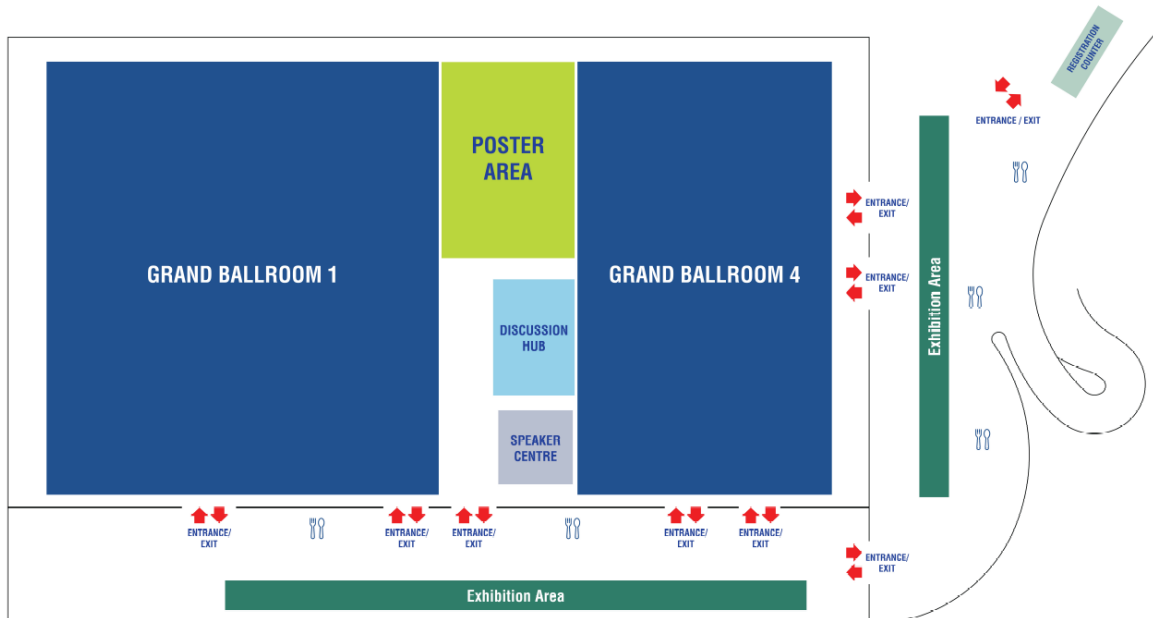 REGISTRATION
COUNTER
ENTRANCE / EXIT
POSTER
AREA
ENTRANCE/
EXIT
GRAND BALLROOM 1
GRAND BALLROOM 4
ENTRANCE/
EXIT
Exhibition Area
DISCUSSION
HUB
SPEAKER
CENTRE
ENTRANCE/
EXIT
ENTRANCE/
EXIT
ENTRANCE/
EXIT
ENTRANCE/
EXIT
ENTRANCE/
EXIT
ENTRANCE/
EXIT
Exhibition Area